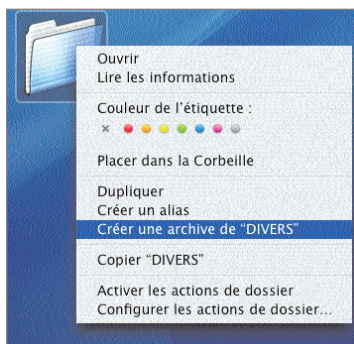 Ouvrir
Lire les informations
Couleur de l'étiquette :
×
Placer dans la Corbeille
Dupliquer
Créer un alias
Créer une archive de “DIVERS”
Copier “DIVERS”
Activer les actions de dossier
Configurer les actions de dossier...